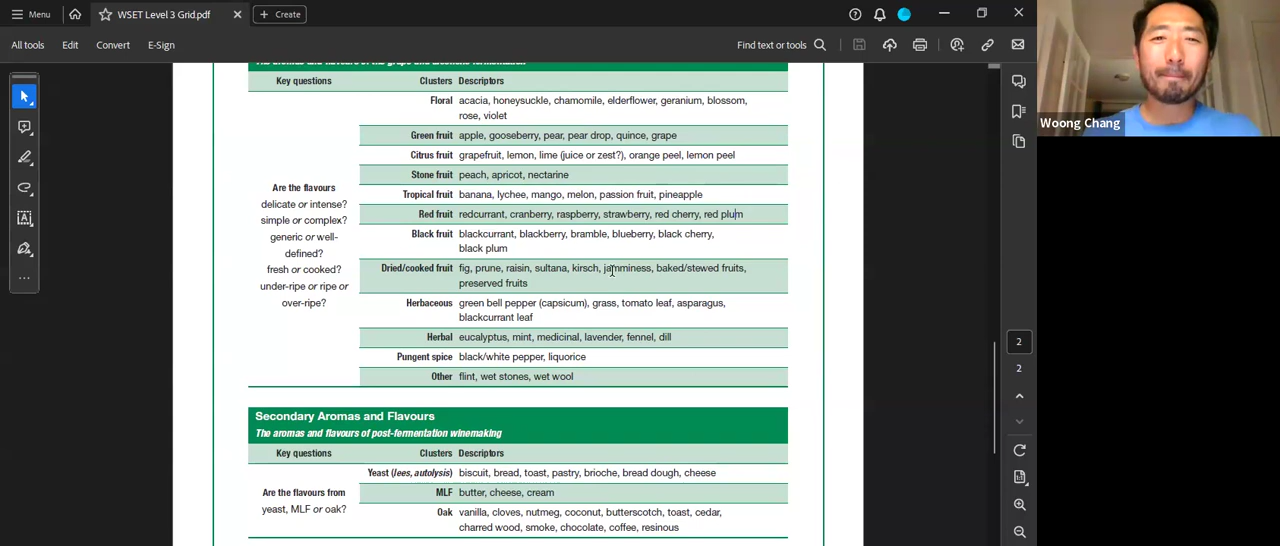 Menu
WSET Level 3 Grid.pdf
Create
All tools Edit Convert E-Sign
Find text or tools
Woong Chang
Key questions Clusters Descriptors
Floral acacia, honeysuckle, chamomile, elderflower, geranium, blossom,
rose, violet
Green fruit apple, gooseberry, pear, pear drop, quince, grape
Citrus fruit grapefruit, lemon, lime (juice or zest?), orange peel, lemon peel
Stone fruit peach, apricot, nectarine
Are the flavours
delicate or intense?
simple or complex?
generic or well-
defined?
fresh or cooked?
under-ripe or ripe or
over-ripe?
Tropical fruit banana, lychee, mango, melon, passion fruit, pineapple
Red fruit redcurrant, cranberry, raspberry, strawberry, red cherry, red plum
Black fruit blackcurrant, blackberry, bramble, blueberry, black cherry,
black plum
Dried/cooked fruit fig, prune, raisin, sultana, kirsch, jamminess, baked/stewed fruits,
preserved fruits
Herbaceous green bell pepper (capsicum), grass, tomato leaf, asparagus,
blackcurrant leaf
Herbal eucalyptus, mint, medicinal, lavender, fennel, dill
Pungent spice black/white pepper, liquorice
Other flint, wet stones, wet wool
Secondary Aromas and Flavours
The aromas and flavours of post-fermentation winemaking
Key questions Clusters Descriptors
Are the flavours from
yeast, MLF or oak?
Yeast (lees, autolysis) biscuit, bread, toast, pastry, brioche, bread dough, cheese
MLF butter, cheese, cream
Oak vanilla, cloves, nutmeg, coconut, butterscotch, toast, cedar,
charred wood, smoke, chocolate, coffee, resinous
2
2